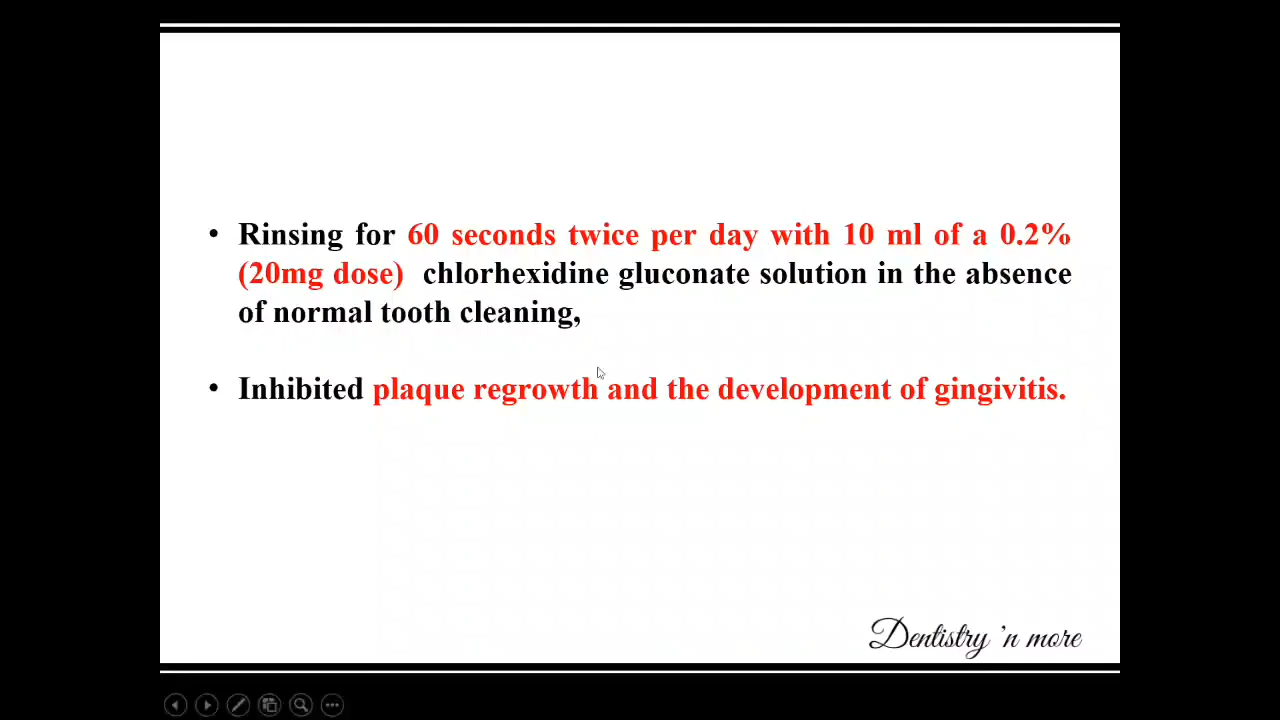 • Rinsing for 60 seconds twice per day with 10 ml of a 0.2%
(20mg dose) chlorhexidine gluconate solution in the absence
of normal tooth cleaning,
• Inhibited plaque regrowth and the development of gingivitis.
Dentistry 'n more